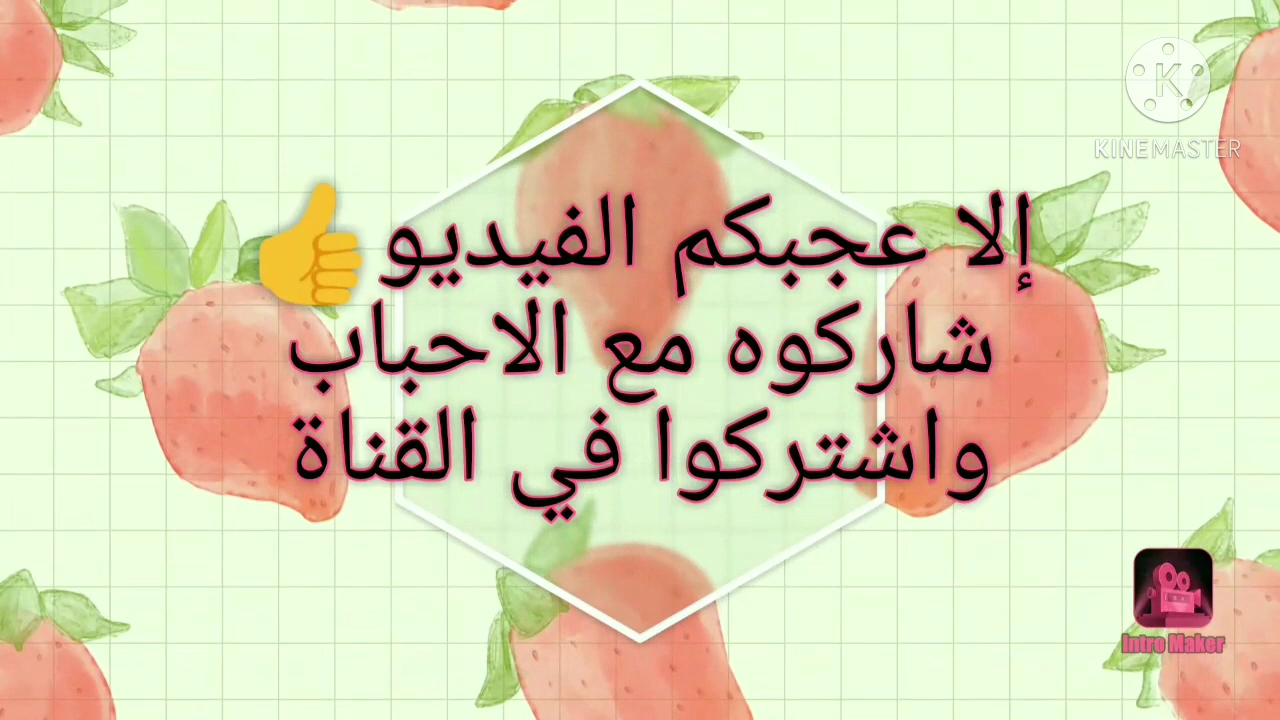 إلا عجبكم الفيديو👍
شاركوه مع الاحباب
واشتركوا في القناة
K
KINEMASTER
Intro Maker